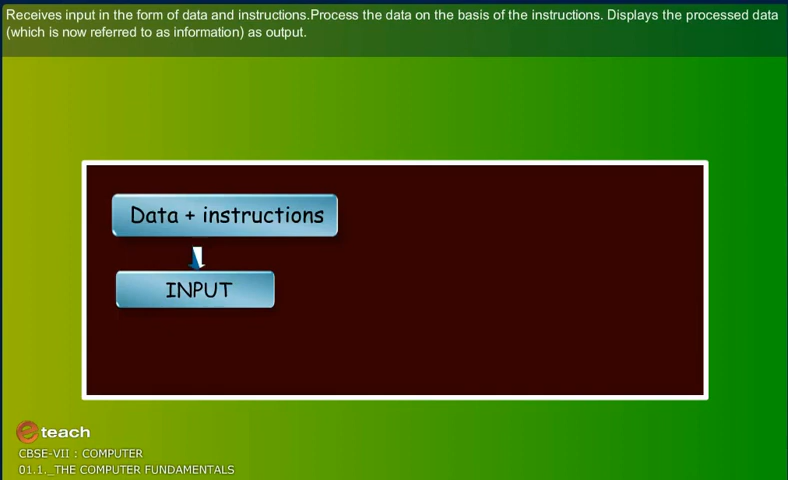 Receives input in the form of data and instructions.Process the data on the basis of the instructions. Displays the processed data
(which is now referred to as information) as output.
Data + instructions
INPUT
e teach
CBSE-VII : COMPUTER
01.1._THE COMPUTER FUNDAMENTALS